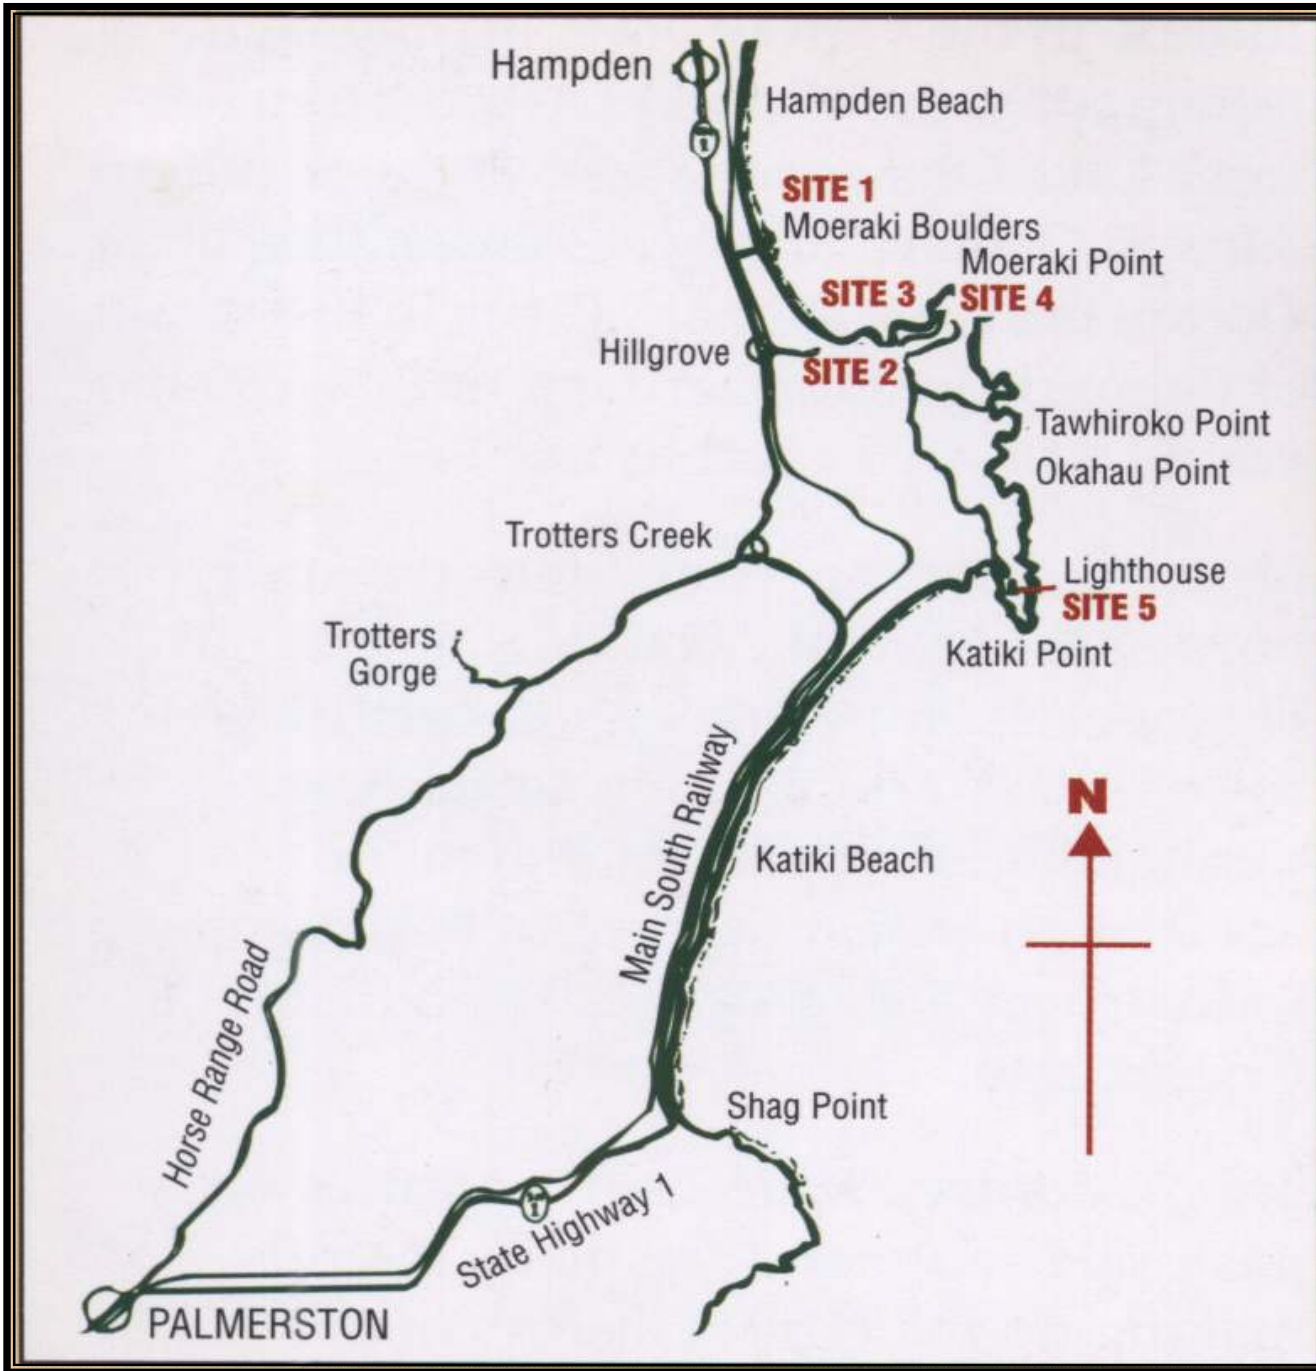 Hampden
1
Hampden Beach
SITE 1
Moeraki Boulders
Moeraki Point
SITE 3
SITE 4
Hillgrove
SITE 2
Tawhiroko Point
Okahau Point
Trotters Creek
Lighthouse
SITE 5
Trotters
Gorge
Katiki Point
Main South Railway
N
Katiki Beach
Horse Range Road
Shag Point
1
State Highway 1
PALMERSTON